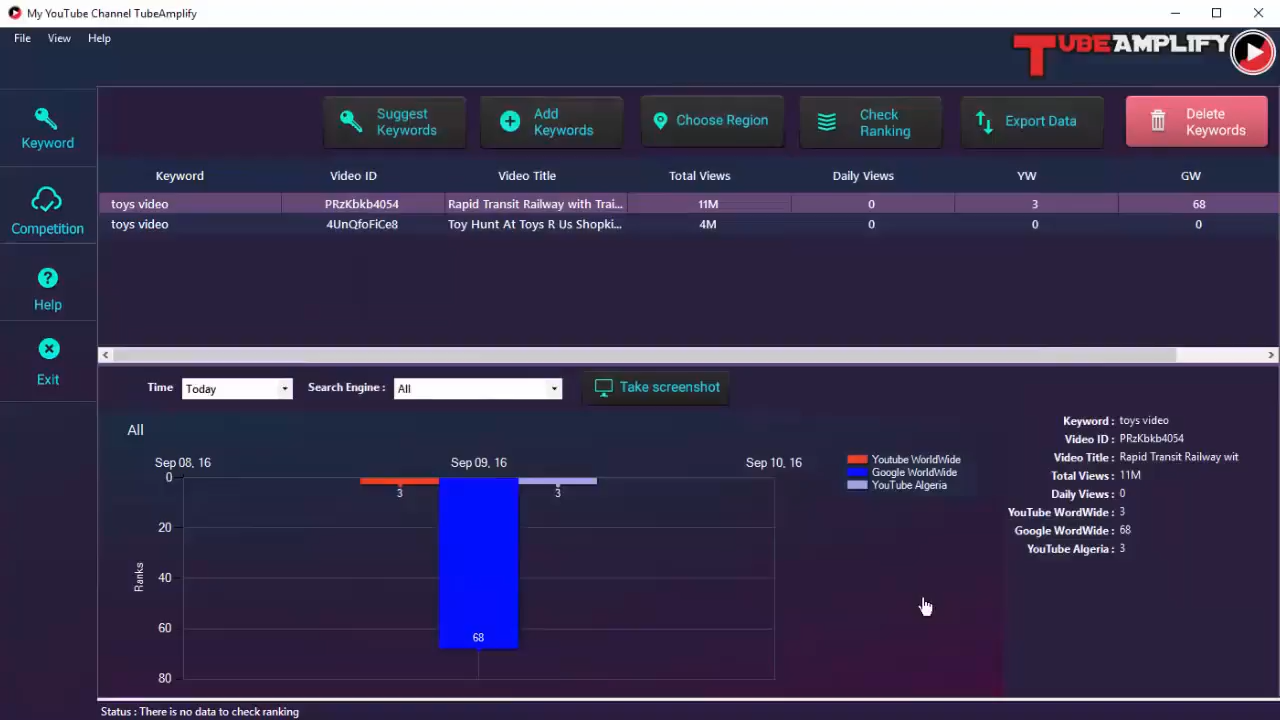 My YouTube Channel TubeAmplify
File View Help
TUBEAMPLIFY
Keyword
Competition
Help
Exit
Suggest
Keywords
Add
Keywords
Choose Region
Check
Ranking
Export Data
Delete
Keywords
Keyword Video ID Video Title Total Views Daily Views YW GW
toys video PRzKbkb4054 Rapid Transit Railway with Trai... 11M 0 3 68
toys video 4UnQfoFiCe8 Toy Hunt At Toys R Us Shopki... 4M 0 0 0
Time Today Search Engine : All Take screenshot
All
Sep 08, 16 Sep 09, 16 Sep 10, 16
0
20
40
60
80
Ranks
3
68
3
Youtube WorldWide
Google WorldWide
YouTube Algeria
Keyword : toys video
Video ID : PRzKbkb4054
Video Title : Rapid Transit Railway wit
Total Views : 11M
Daily Views : 0
YouTube WordWide : 3
Google WordWide : 68
YouTube Algeria : 3
Status : There is no data to check ranking